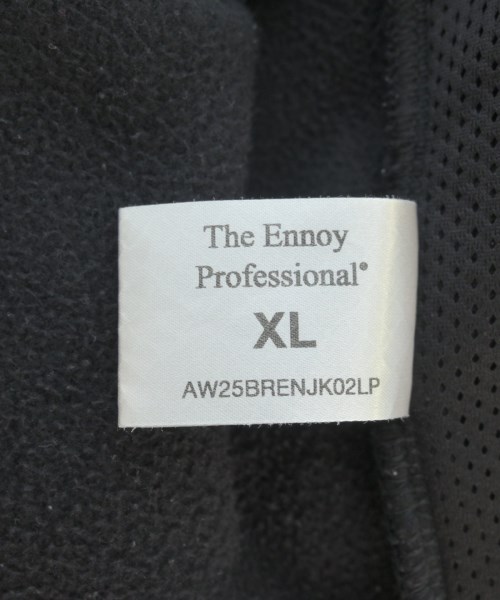 The Ennoy
Professional®
XL
AW25BRENJK02LP